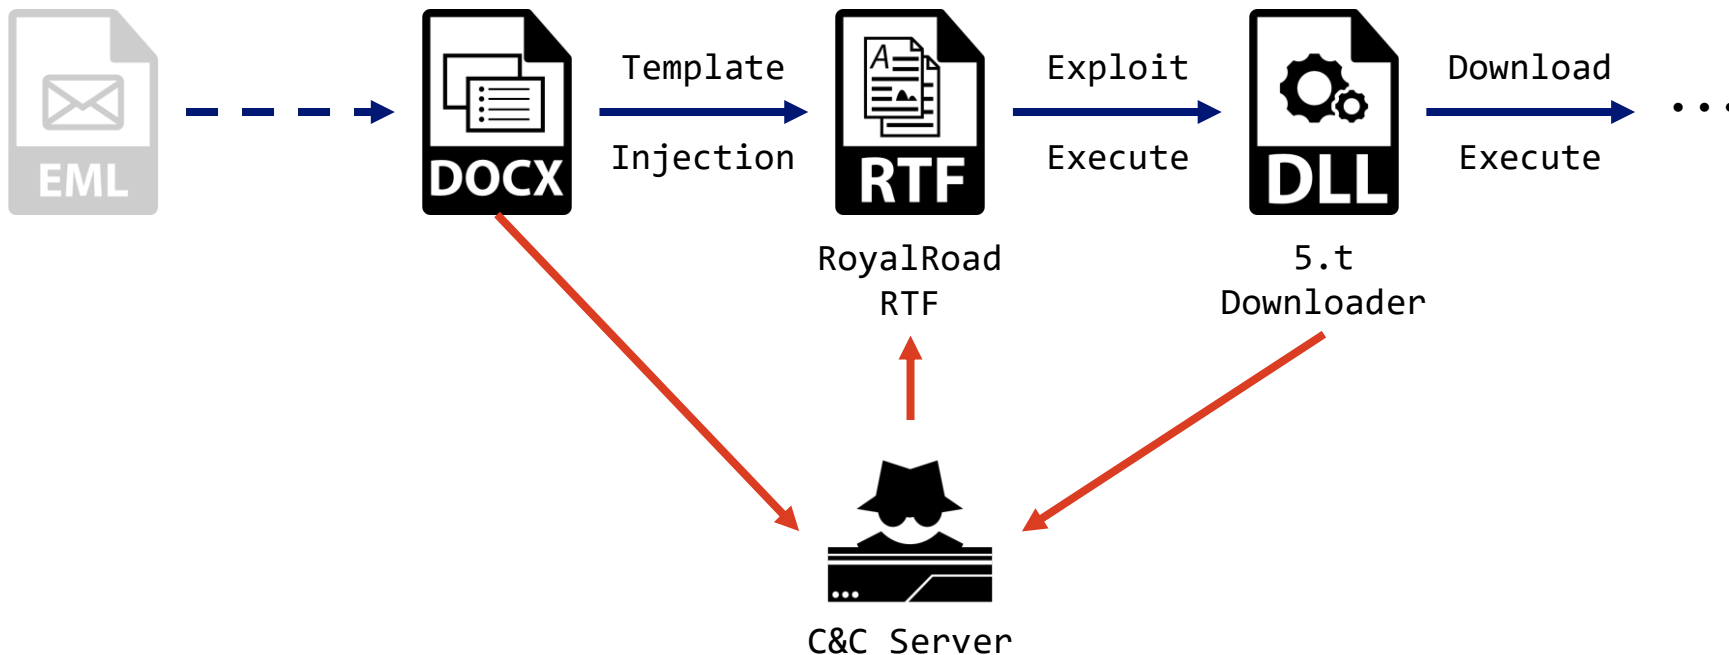 EML
DOCX
Template
Injection
A
RTF
RoyalRoad
RTF
Exploit
Execute
DLL
5.t
Downloader
Download
Execute
...
C&C Server